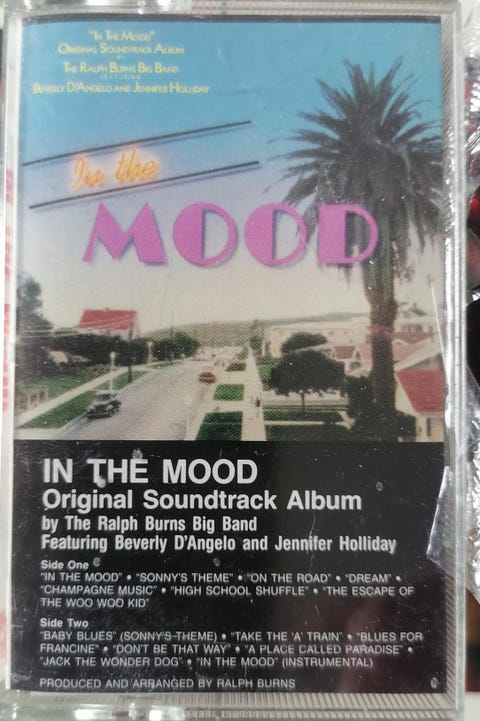 "IN THE MOOD"
ORIGINAL SOUNDTRACK ALBUM
BY
THE RALPH BURNS BIG BAND
FEATURING
BEVERLY D'ANGELO AND JENNIFER HOLLIDAY
In the
MOOD
IN THE MOOD
Original Soundtrack Album
by The Ralph Burns Big Band
Featuring Beverly D'Angelo and Jennifer Holliday
Side One
"IN THE MOOD" • "SONNY'S THEME" • "ON THE ROAD" • "DREAM" •
"CHAMPAGNE MUSIC" • "HIGH SCHOOL SHUFFLE" • "THE ESCAPE OF
THE WOO WOO KID"
Side Two
"BABY BLUES" (SONNY'S THEME) • "TAKE THE 'A' TRAIN" • "BLUES FOR
FRANCINE" • "DON'T BE THAT WAY" • "A PLACE CALLED PARADISE" •
"JACK THE WONDER DOG" • "IN THE MOOD" (INSTRUMENTAL)
PRODUCED AND ARRANGED BY RALPH BURNS